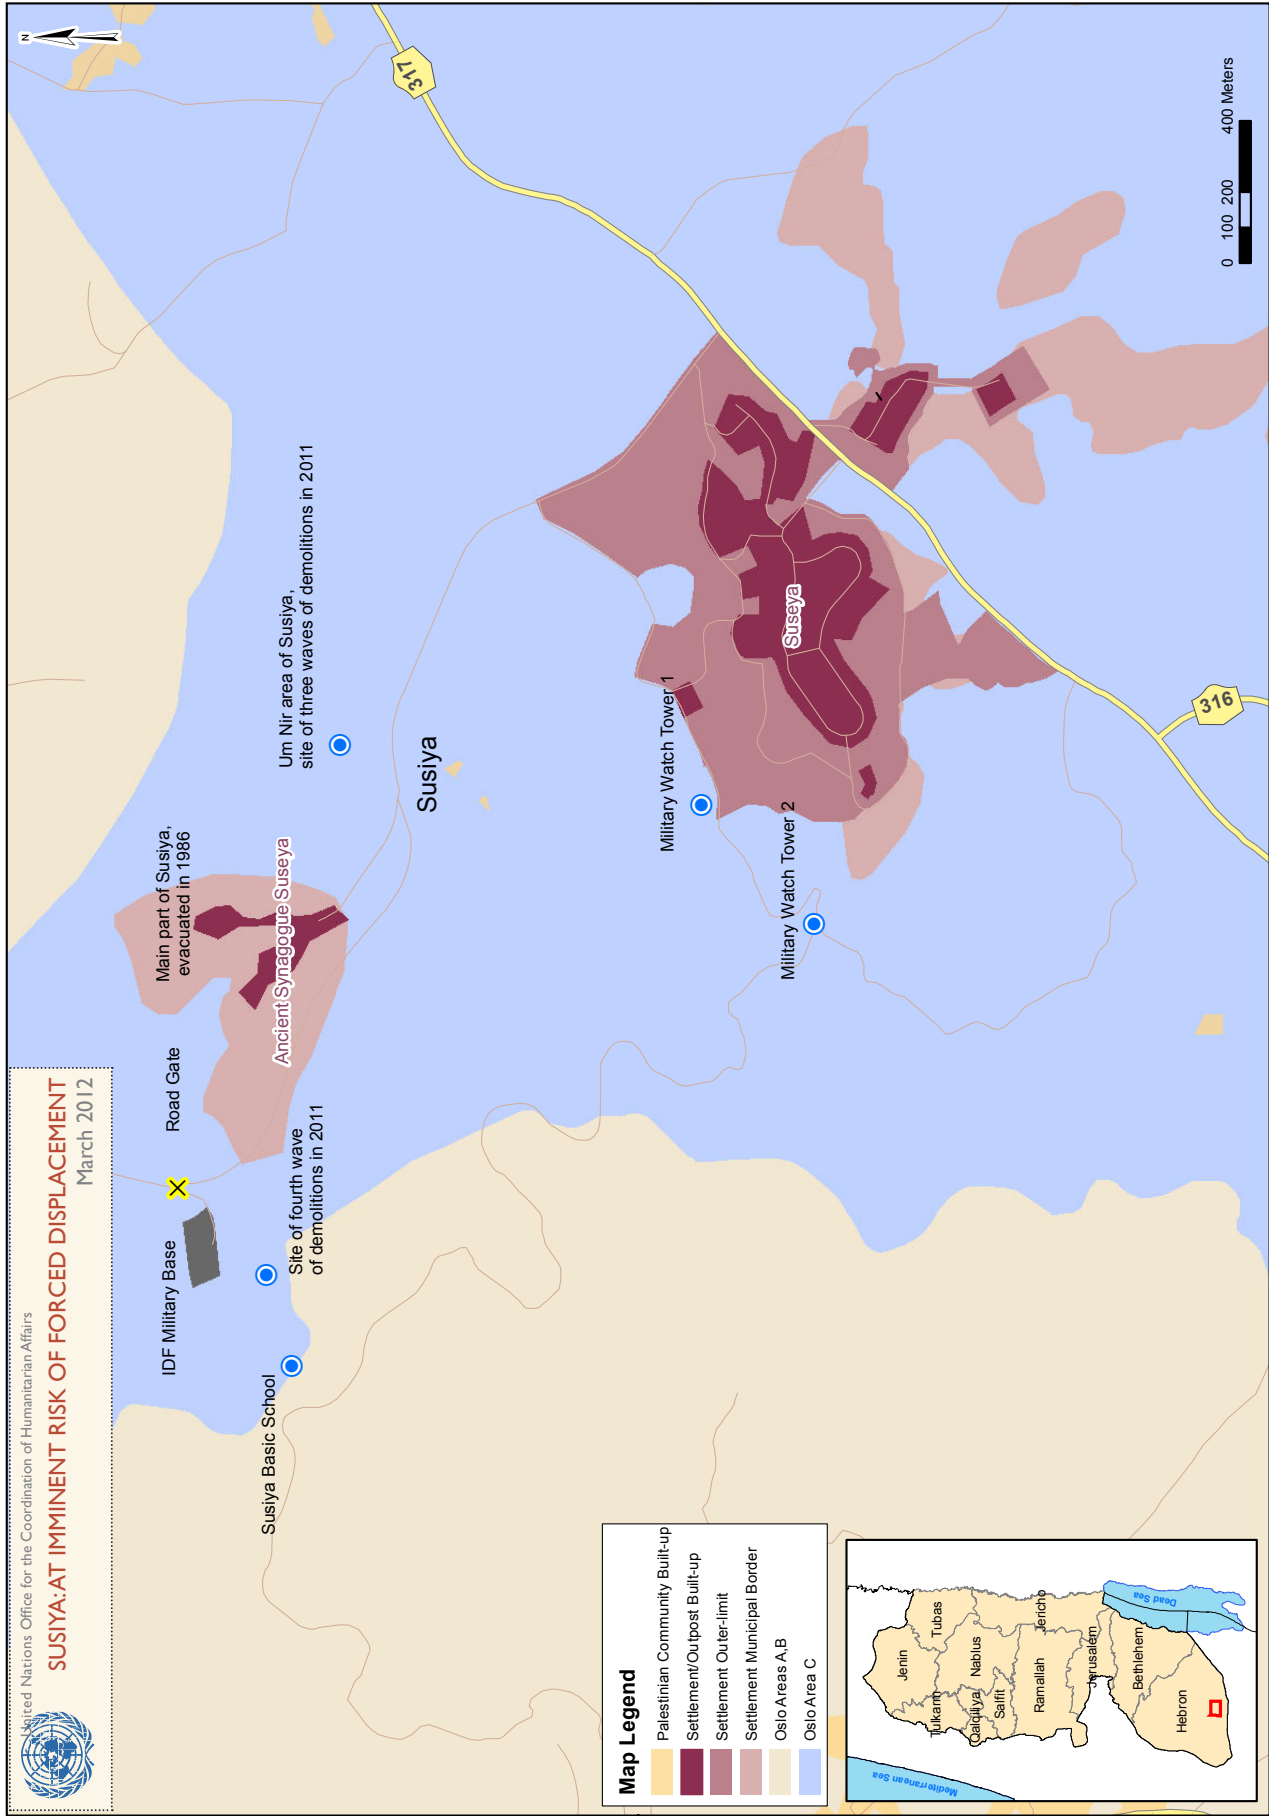 United Nations Office for the Coordination of Humanitarian Affairs
SUSIYA: AT IMMINENT RISK OF FORCED DISPLACEMENT
March 2012
N
317
IDF Military Base
Road Gate
Main part of Susiya,
evacuated in 1986
Ancient Synagogue Suseya
Susiya Basic School
Site of fourth wave
of demolitions in 2011
Um Nir area of Susiya,
site of three waves of demolitions in 2011
Susiya
Military Watch Tower 1
Military Watch Tower 2
Suseya
316
0 100 200 400 Meters
Map Legend
Palestinian Community Built-up
Settlement/Outpost Built-up
Settlement Outer-limit
Settlement Municipal Border
Oslo Areas A,B
Oslo Area C
Mediterranean Sea
Jenin
Tubas
Tulkarm
Nablus
Qalqiliya
Salfit
Ramallah
Jericho
Jerusalem
Bethlehem
Hebron
Dead Sea